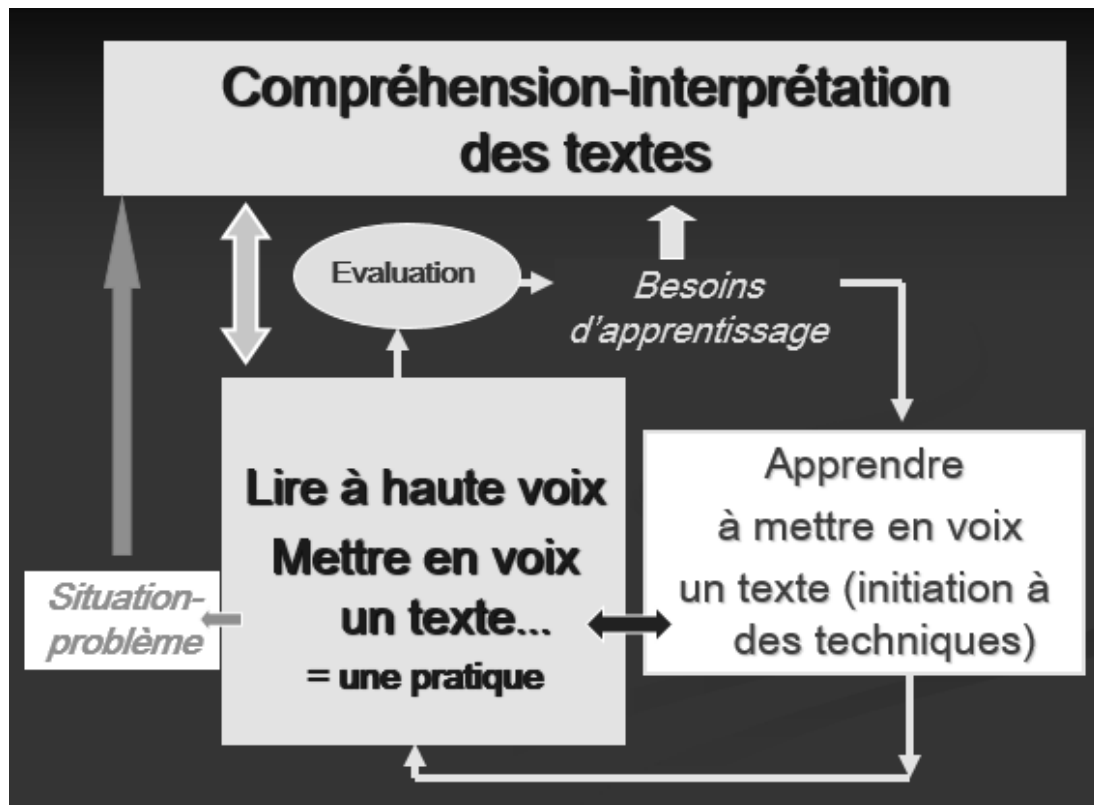 Compréhension-interprétation
des textes
Evaluation
Besoins
d'apprentissage
Lire à haute voix
Mettre en voix
un texte...
= une pratique
Situation-
problème
Apprendre
à mettre en voix
un texte (initiation à
des techniques)